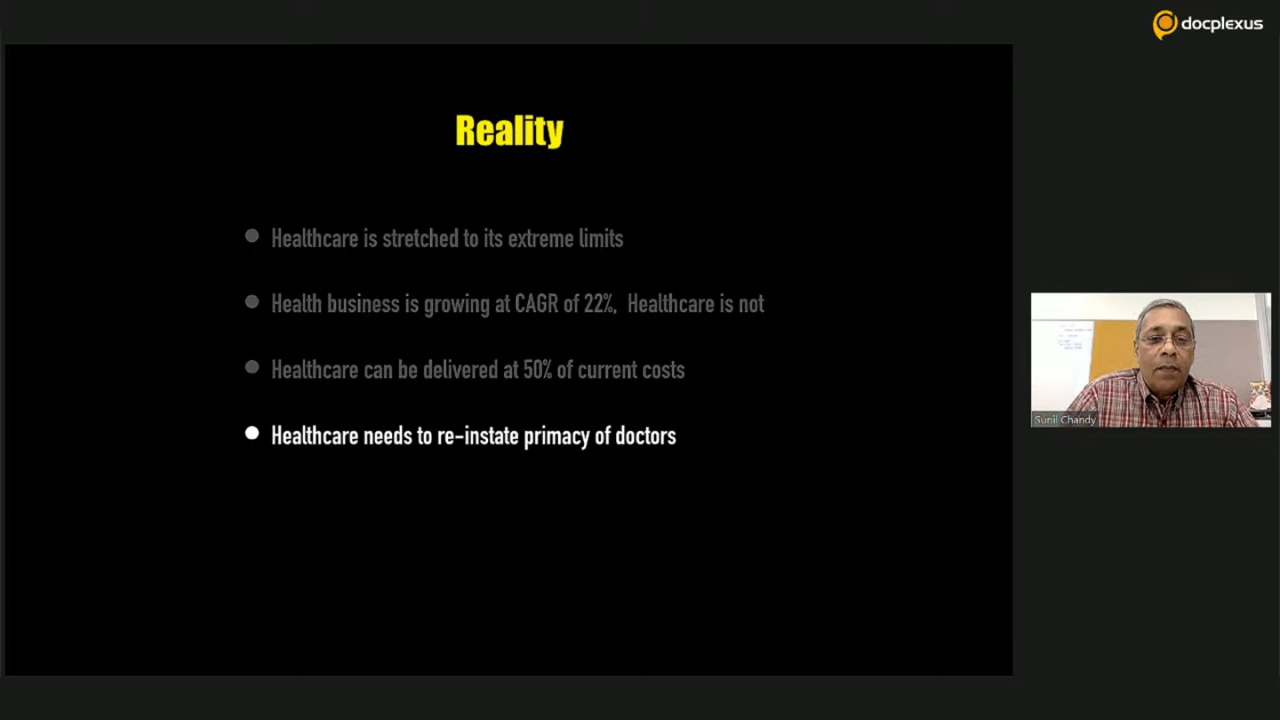 docplexus
Reality
Healthcare is stretched to its extreme limits
Health business is growing at CAGR of 22%, Healthcare is not
Healthcare can be delivered at 50% of current costs
Healthcare needs to re-instate primacy of doctors
Sunil Chandy